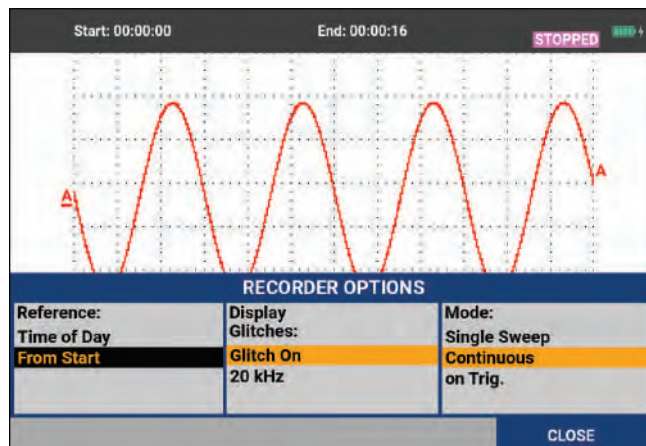 Start: 00:00:00
End: 00:00:16
STOPPED
A
A
RECORDER OPTIONS
Reference:
Time of Day
From Start
Display
Glitches:
Glitch On
20 kHz
Mode:
Single Sweep
Continuous
on Trig.
CLOSE